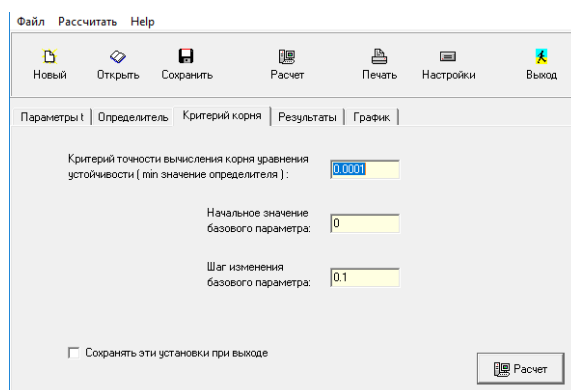 Файл Рассчитать Help
Новый Открыть Сохранить Расчет Печать Настройки Выход
Параметры t Определитель Критерий корня Результаты График
Критерий точности вычисления корня уравнения
устойчивости ( min значение определителя ) :
0.0001
Начальное значение
базового параметра:
0
Шаг изменения
базового параметра:
0.1
Сохранять эти установки при выходе
Расчет